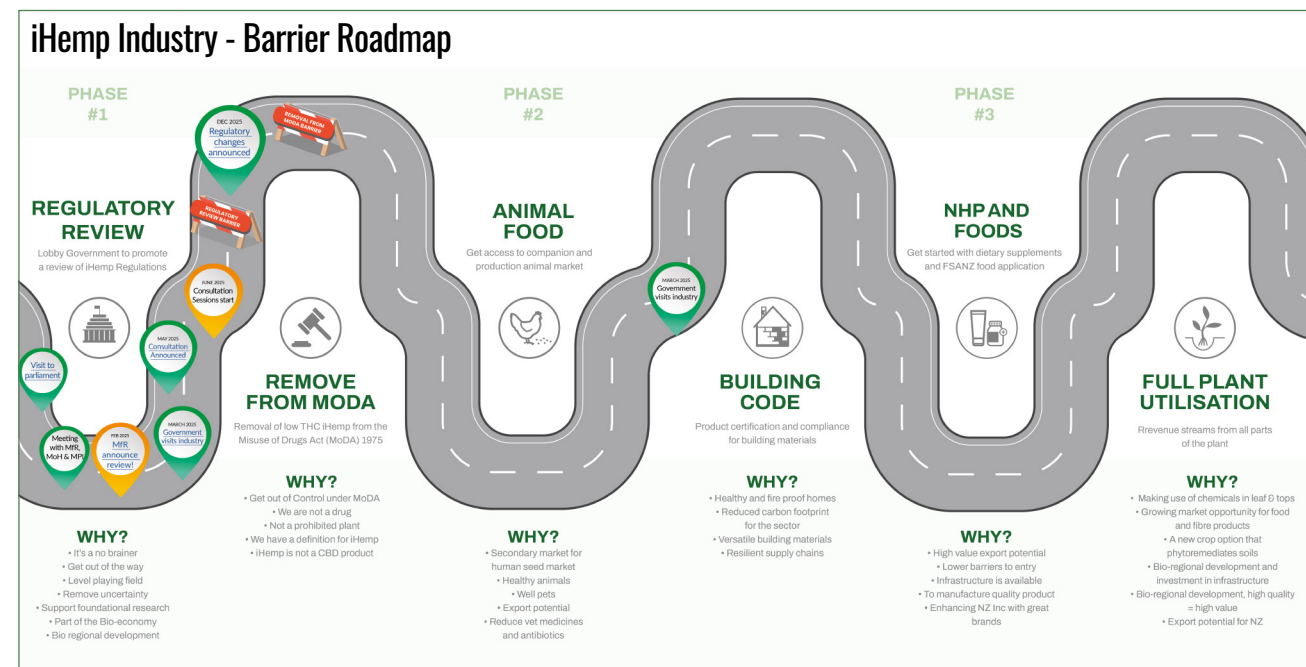 iHemp Industry - Barrier Roadmap
PHASE
#1
REGULATORY
REVIEW
Lobby Government to promote
a review of iHemp Regulations
Visit to
parliament
Meeting
with MfR,
MoH & MPI
FEB 2025
MfR
announce
review!
MARCH 2025
Government
visits industry
MAY 2025
Consultation
Announced
JUNE 2025
Consultation
Sessions start
REGULATORY
REVIEW BARRIER
DEC 2025
Regulatory
changes
announced
REMOVAL FROM
MODA BARRIER
WHY?
• It's a no brainer
• Get out of the way
• Level playing field
• Remove uncertainty
• Support foundational research
• Part of the Bio-economy
• Bio regional development
REMOVE
FROM MODA
Removal of low THC iHemp from the
Misuse of Drugs Act (MoDA) 1975
WHY?
• Get out of Control under MoDA
• We are not a drug
• Not a prohibited plant
• We have a definition for iHemp
• iHemp is not a CBD product
PHASE
#2
ANIMAL
FOOD
Get access to companion and
production animal market
WHY?
• Secondary market for
human seed market
• Healthy animals
• Well pets
• Export potential
• Reduce vet medicines
and antibiotics
MARCH 2025
Government
visits industry
BUILDING
CODE
Product certification and compliance
for building materials
WHY?
• Healthy and fire proof homes
• Reduced carbon footprint
for the sector
• Versatile building materials
• Resilient supply chains
PHASE
#3
NHP AND
FOODS
Get started with dietary supplements
and FSANZ food application
WHY?
• High value export potential
• Lower barriers to entry
• Infrastructure is available
• To manufacture quality product
• Enhancing NZ Inc with great
brands
FULL PLANT
UTILISATION
Rrevenue streams from all parts
of the plant
WHY?
• Making use of chemicals in leaf & tops
• Growing market opportunity for food
and fibre products
• A new crop option that
phytoremediates soils
• Bio-regional development and
investment in infrastructure
• Bio-regional development, high quality
= high value
• Export potential for NZ